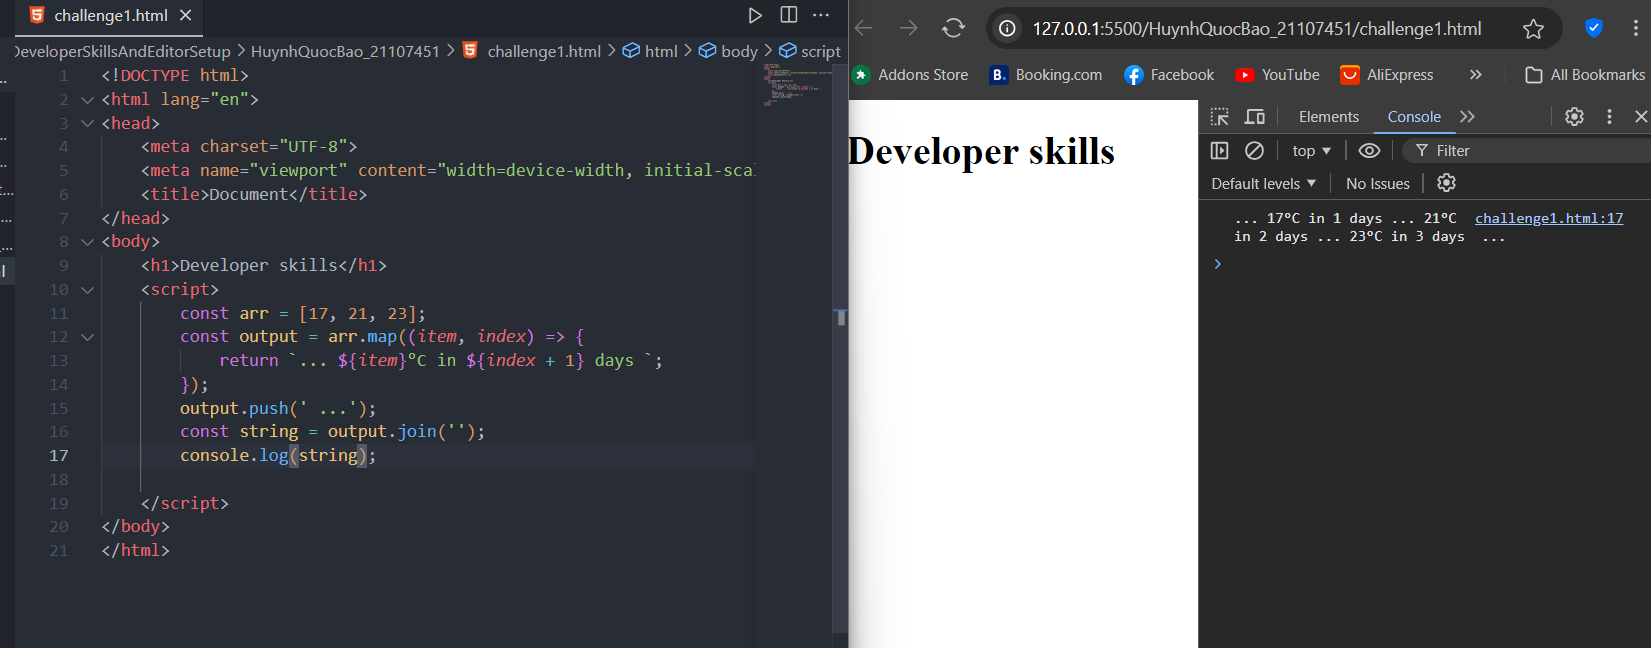 challenge1.html
DeveloperSkillsAndEditorSetup > HuynhQuocBao_21107451 > challenge1.html > html > body > script
1 <!DOCTYPE html>
2 <html lang="en">
3 <head>
4 <meta charset="UTF-8">
5 <meta name="viewport" content="width=device-width, initial-scal
6 <title>Document</title>
7 </head>
8 <body>
9 <h1>Developer skills</h1>
10 <script>
11 const arr = [17, 21, 23];
12 const output = arr.map((item, index) => {
13 return `... ${item}ºC in ${index + 1} days `;
14 });
15 output.push(' ...');
16 const string = output.join('');
17 console.log(string);
18
19 </script>
20 </body>
21 </html>
127.0.0.1:5500/HuynhQuocBao_21107451/challenge1.html
Addons Store B. Booking.com Facebook YouTube AliExpress » All Bookmarks
Developer skills
Elements Console »
top Filter
Default levels No Issues
... 17ºC in 1 days ... 21ºC challenge1.html:17
in 2 days ... 23ºC in 3 days ...